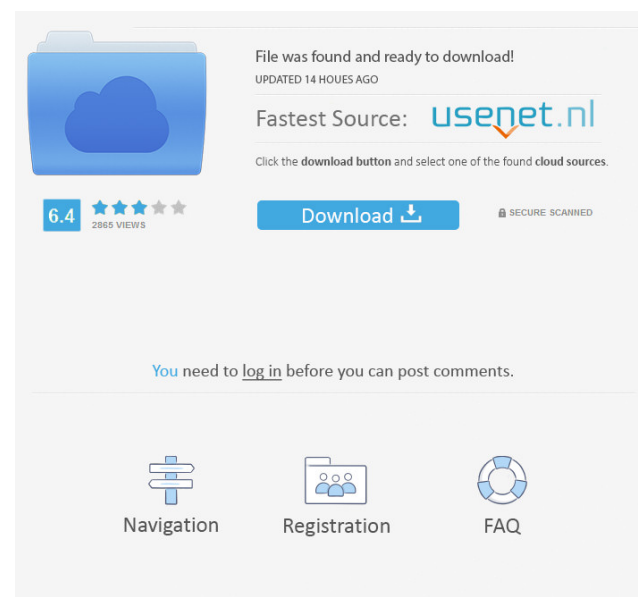 File was found and ready to download!
UPDATED 14 HOUES AGO
Fastest Source: usenet.nl
Click the download button and select one of the found cloud sources.
6.4
2865 VIEWS
Download
SECURE SCANNED
You need to log in before you can post comments.
Navigation
Registration
FAQ